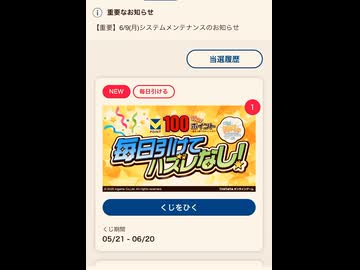 重要なお知らせ
【重要】6/9(月)システムメンテナンスのお知らせ
当選履歴
NEW
毎日引ける
1
100
ポイント
毎日引けて
ハズレなし!
くじをひく
くじ期間
05/21 - 06/20